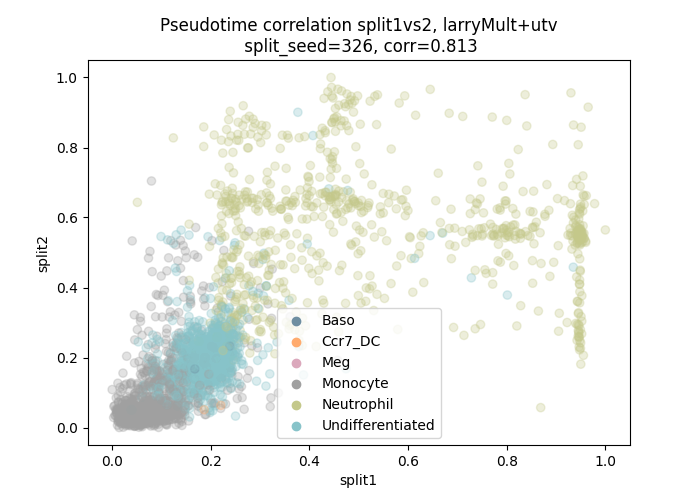 Pseudotime correlation split1vs2, larryMult+utv
split_seed=326, corr=0.813
1.0
0.8
0.6
0.4
0.2
0.0
split2
Baso
Ccr7_DC
Meg
Monocyte
Neutrophil
Undifferentiated
0.0 0.2 0.4 0.6 0.8 1.0
split1